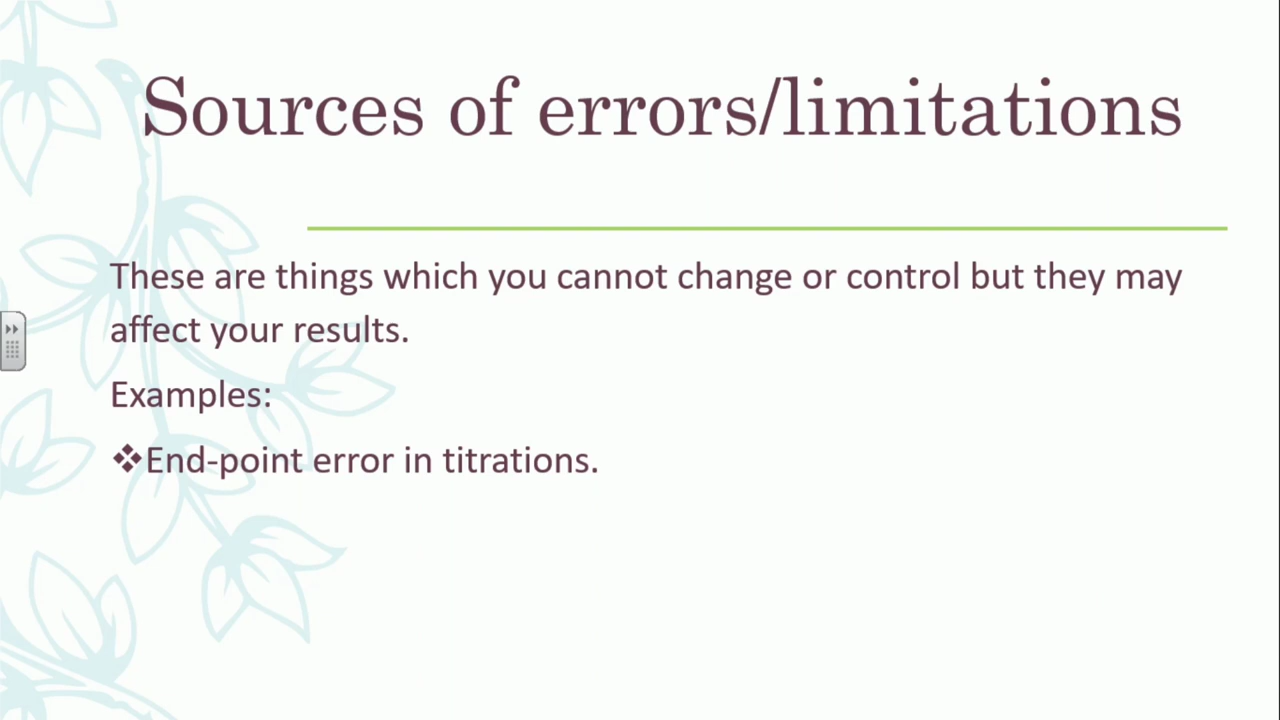 Sources of errors/limitations
These are things which you cannot change or control but they may
affect your results.
Examples:
❖End-point error in titrations.